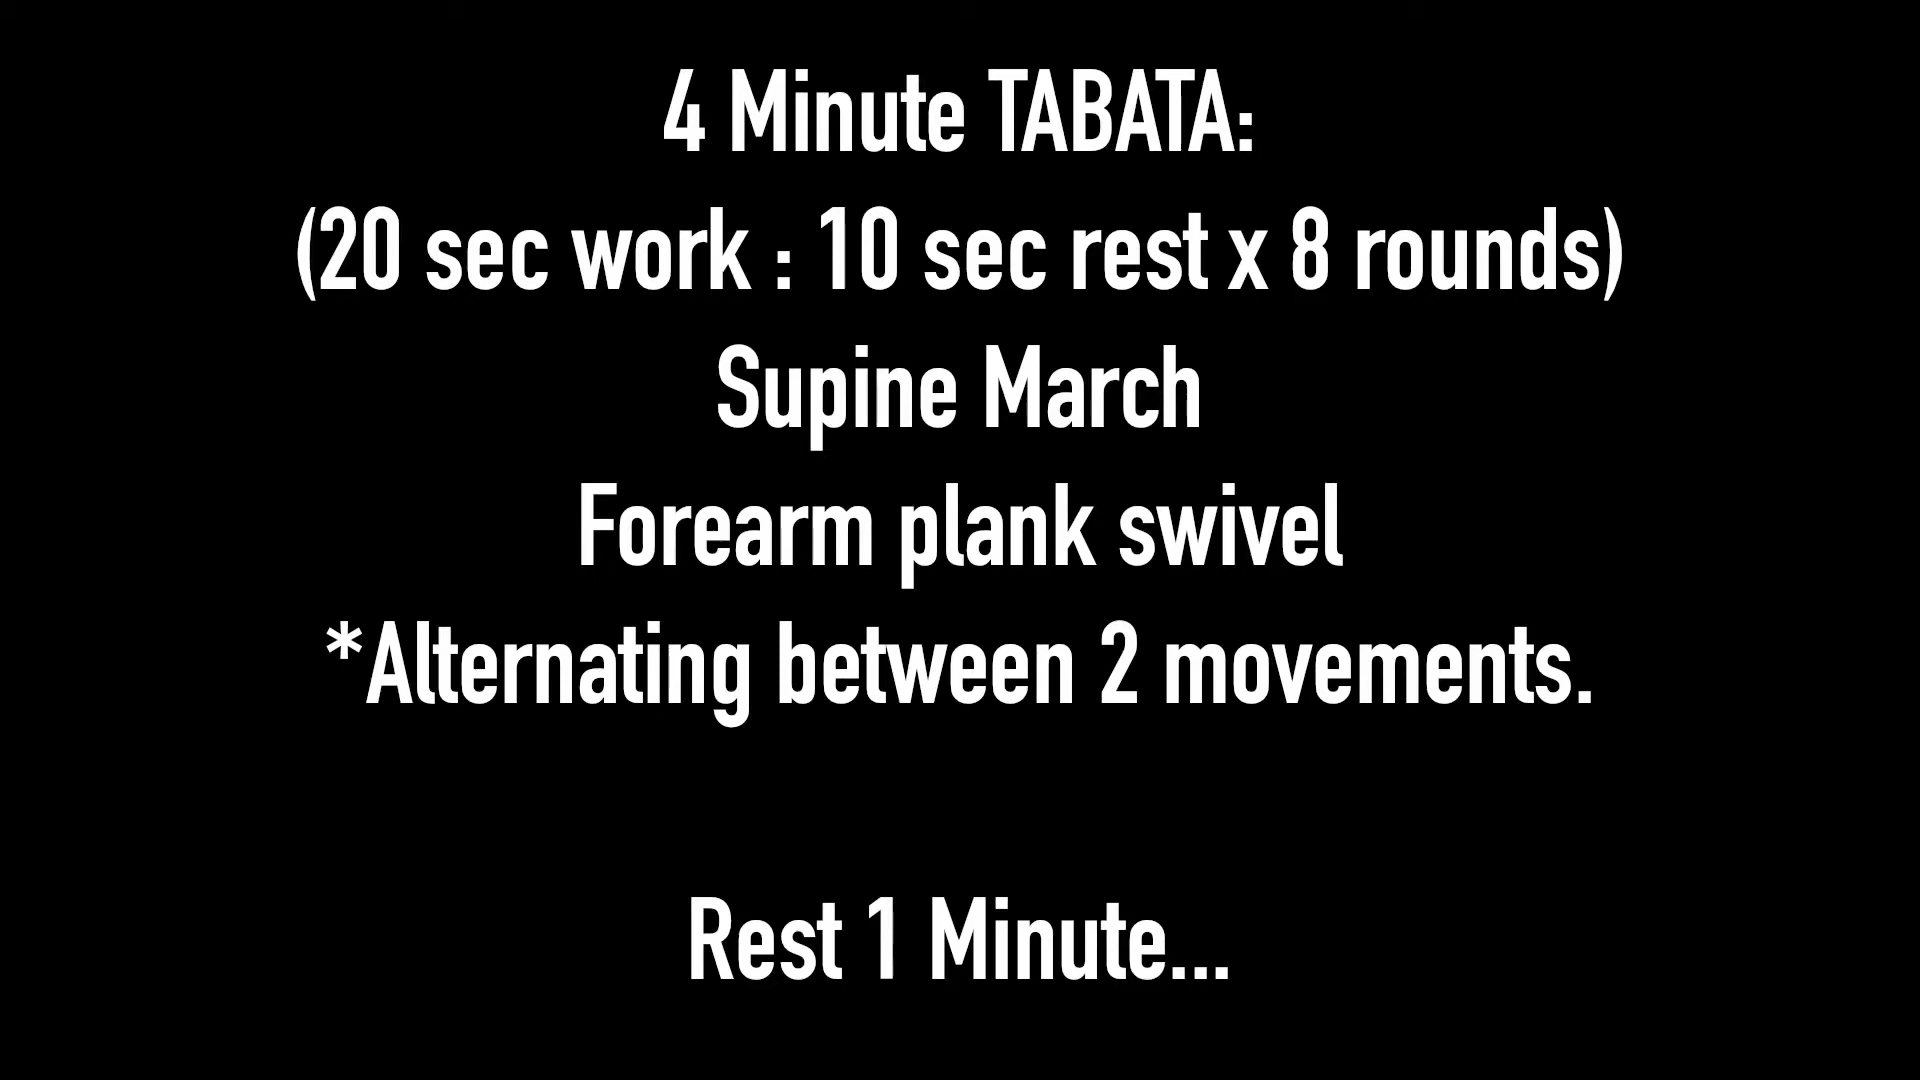 4 Minute TABATA:
(20 sec work : 10 sec rest x 8 rounds)
Supine March
Forearm plank swivel
*Alternating between 2 movements.
Rest 1 Minute...